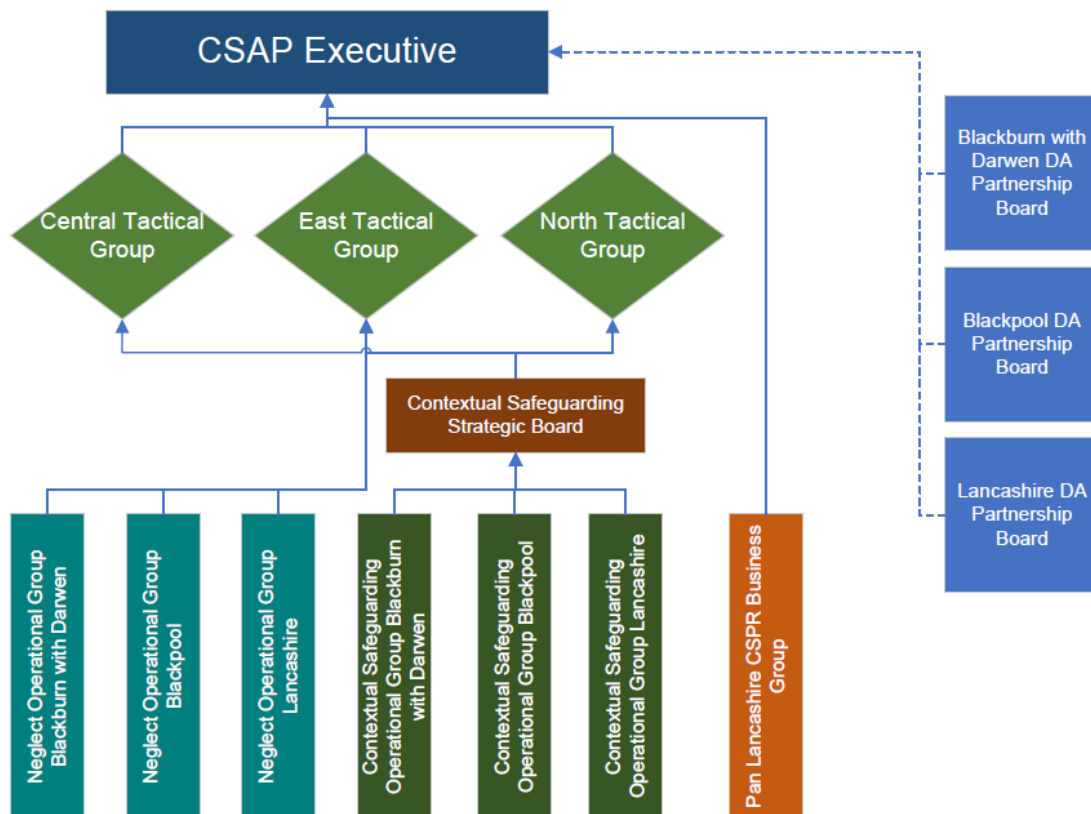 CSAP Executive
Blackburn with
Darwen DA
Partnership
Board
Central Tactical
Group
East Tactical
Group
North Tactical
Group
Blackpool DA
Partnership
Board
Contextual Safeguarding
Strategic Board
Lancashire DA
Partnership
Board
Neglect Operational Group
Blackburn with Darwen
Neglect Operational Group
Blackpool
Neglect Operational Group
Lancashire
Contextual Safeguarding
Operational Group Blackburn
with Darwen
Contextual Safeguarding
Operational Group Blackpool
Contextual Safeguarding
Operational Group Lancashire
Pan Lancashire CSPR Business
Group